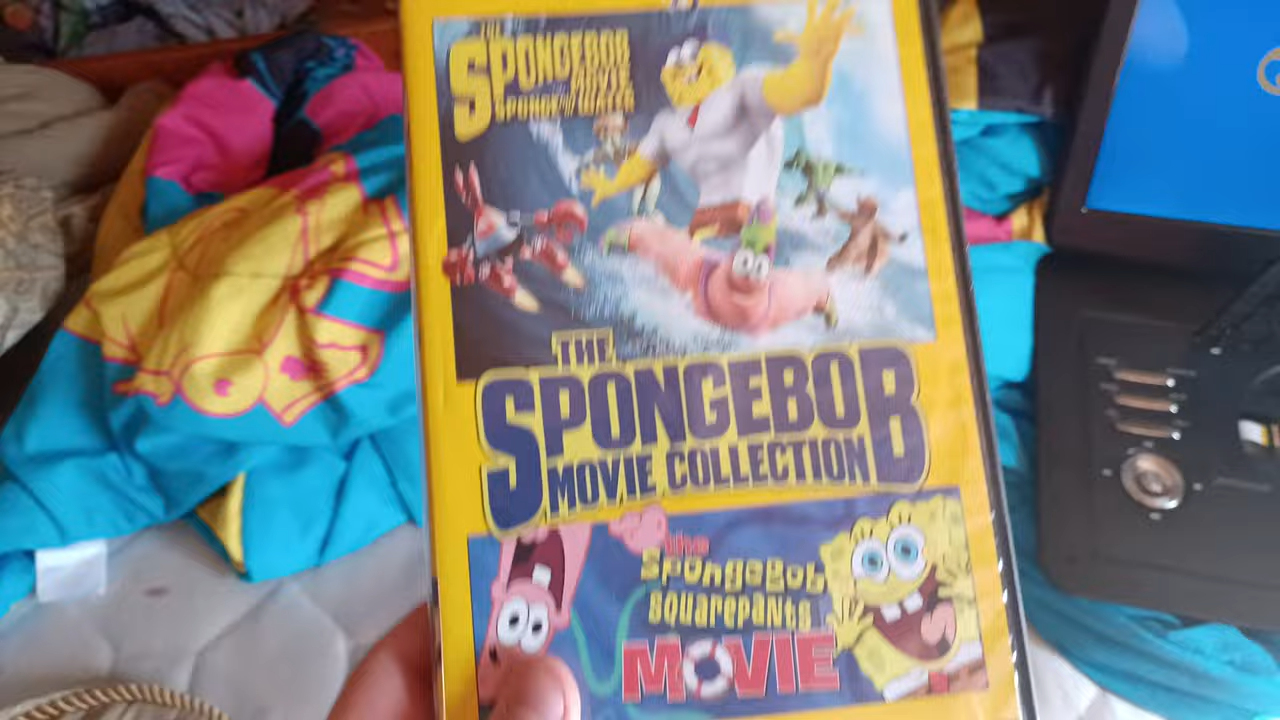 THE
SPONGEBOB
MOVIE
SPONGE OUT OF WATER
THE
SPONGEBOB
MOVIE COLLECTION
the
SpongeBob
SQUAREPANTS
MOVIE